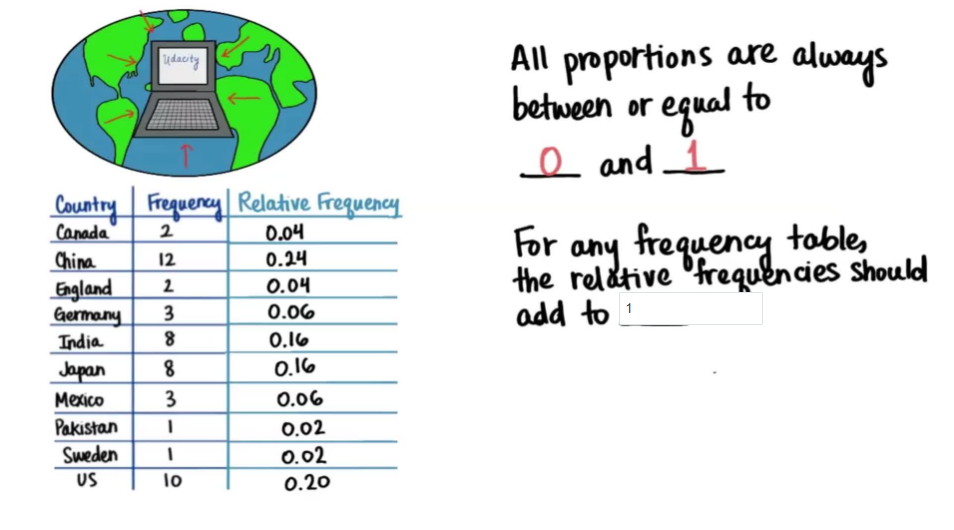 Udacity
All proportions are always
between or equal to
0 and 1
Country Frequency Relative Frequency
Canada 2 0.04
China 12 0.24
England 2 0.04
Germany 3 0.06
India 8 0.16
Japan 8 0.16
Mexico 3 0.06
Pakistan 1 0.02
Sweden 1 0.02
US 10 0.20
For any frequency table,
the relative frequencies should
add to 1